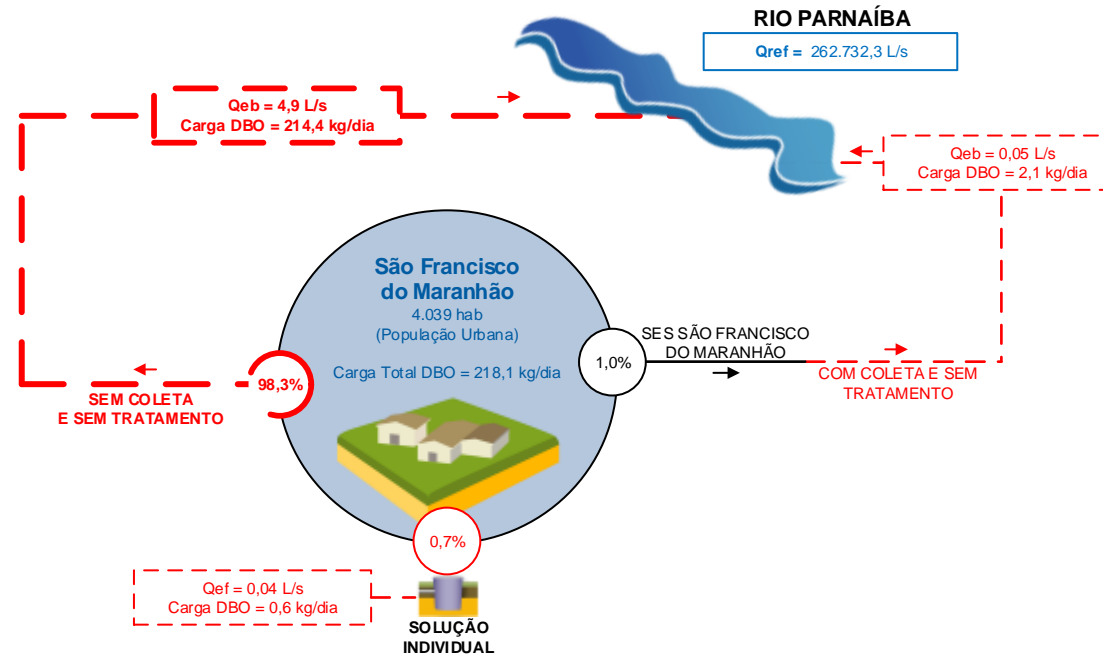 RIO PARNAÍBA
Qref = 262.732,3 L/s
Qeb = 4,9 L/s
Carga DBO = 214,4 kg/dia
Qeb = 0,05 L/s
Carga DBO = 2,1 kg/dia
São Francisco
do Maranhão
4.039 hab
(População Urbana)
Carga Total DBO = 218,1 kg/dia
98,3%
SEM COLETA
E SEM TRATAMENTO
1,0%
SES SÃO FRANCISCO
DO MARANHÃO
COM COLETA E SEM
TRATAMENTO
0,7%
Qef = 0,04 L/s
Carga DBO = 0,6 kg/dia
SOLUÇÃO
INDIVIDUAL